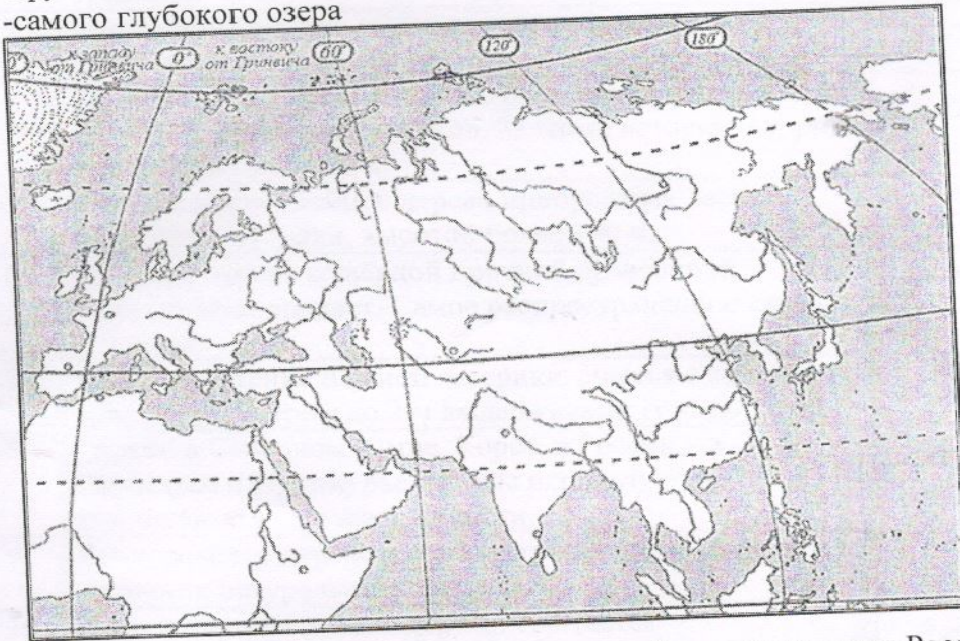 -самого глубокого озера
к западу от Гринвича
0°
к востоку от Гринвича
60°
120°
180°